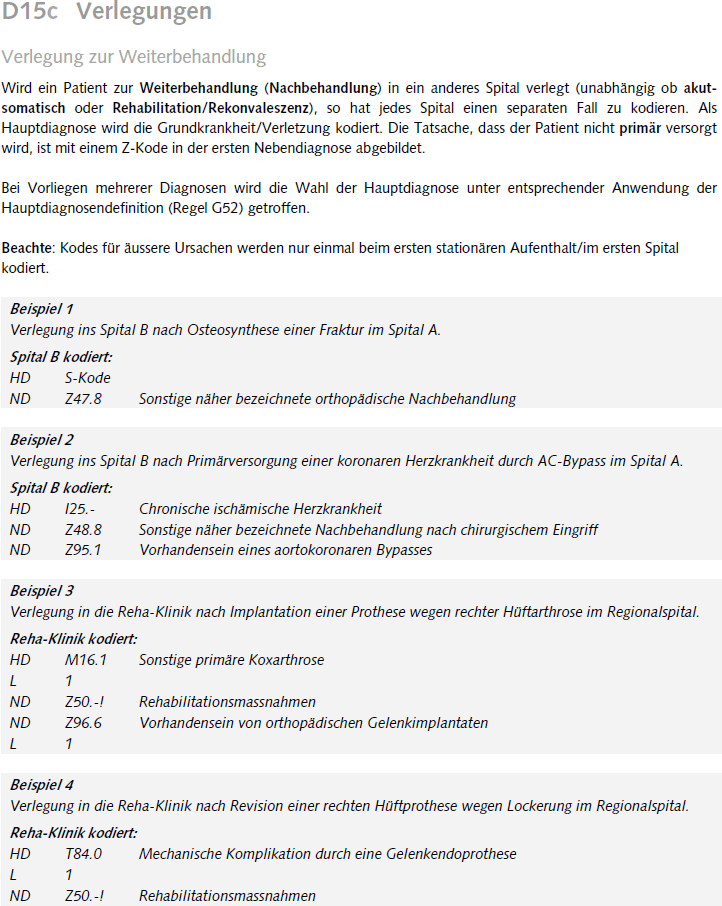 D15c Verlegungen
Verlegung zur Weiterbehandlung
Wird ein Patient zur Weiterbehandlung (Nachbehandlung) in ein anderes Spital verlegt (unabhängig ob akut-
somatisch oder Rehabilitation/Rekonvaleszenz), so hat jedes Spital einen separaten Fall zu kodieren. Als
Hauptdiagnose wird die Grundkrankheit/Verletzung kodiert. Die Tatsache, dass der Patient nicht primär versorgt
wird, ist mit einem Z-Kode in der ersten Nebendiagnose abgebildet.
Bei Vorliegen mehrerer Diagnosen wird die Wahl der Hauptdiagnose unter entsprechender Anwendung der
Hauptdiagnosendefinition (Regel G52) getroffen.
Beachte: Kodes für äussere Ursachen werden nur einmal beim ersten stationären Aufenthalt/im ersten Spital
kodiert.
Beispiel 1
Verlegung ins Spital B nach Osteosynthese einer Fraktur im Spital A.
Spital B kodiert:
HD S-Kode
ND Z47.8 Sonstige näher bezeichnete orthopädische Nachbehandlung
Beispiel 2
Verlegung ins Spital B nach Primärversorgung einer koronaren Herzkrankheit durch AC-Bypass im Spital A.
Spital B kodiert:
HD I25.- Chronische ischämische Herzkrankheit
ND Z48.8 Sonstige näher bezeichnete Nachbehandlung nach chirurgischem Eingriff
ND Z95.1 Vorhandensein eines aortokoronaren Bypasses
Beispiel 3
Verlegung in die Reha-Klinik nach Implantation einer Prothese wegen rechter Hüftarthrose im Regionalspital.
Reha-Klinik kodiert:
HD M16.1 Sonstige primäre Koxarthrose
L 1
ND Z50.-! Rehabilitationsmassnahmen
ND Z96.6 Vorhandensein von orthopädischen Gelenkimplantaten
L 1
Beispiel 4
Verlegung in die Reha-Klinik nach Revision einer rechten Hüftprothese wegen Lockerung im Regionalspital.
Reha-Klinik kodiert:
HD T84.0 Mechanische Komplikation durch eine Gelenkendoprothese
L 1
ND Z50.-! Rehabilitationsmassnahmen